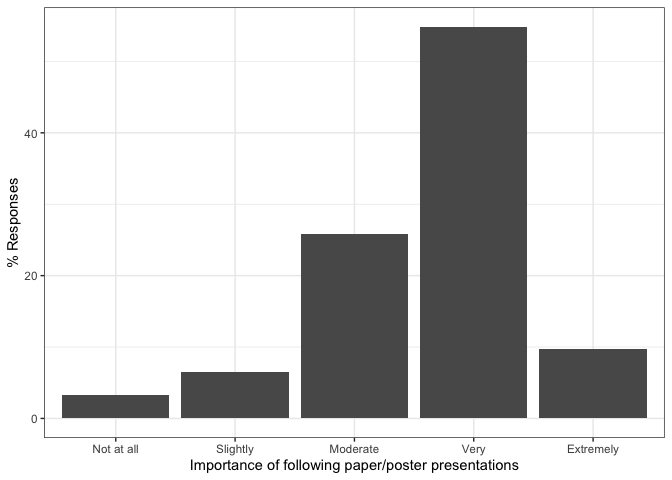 % Responses
40
20
0
Not at all Slightly Moderate Very Extremely
Importance of following paper/poster presentations